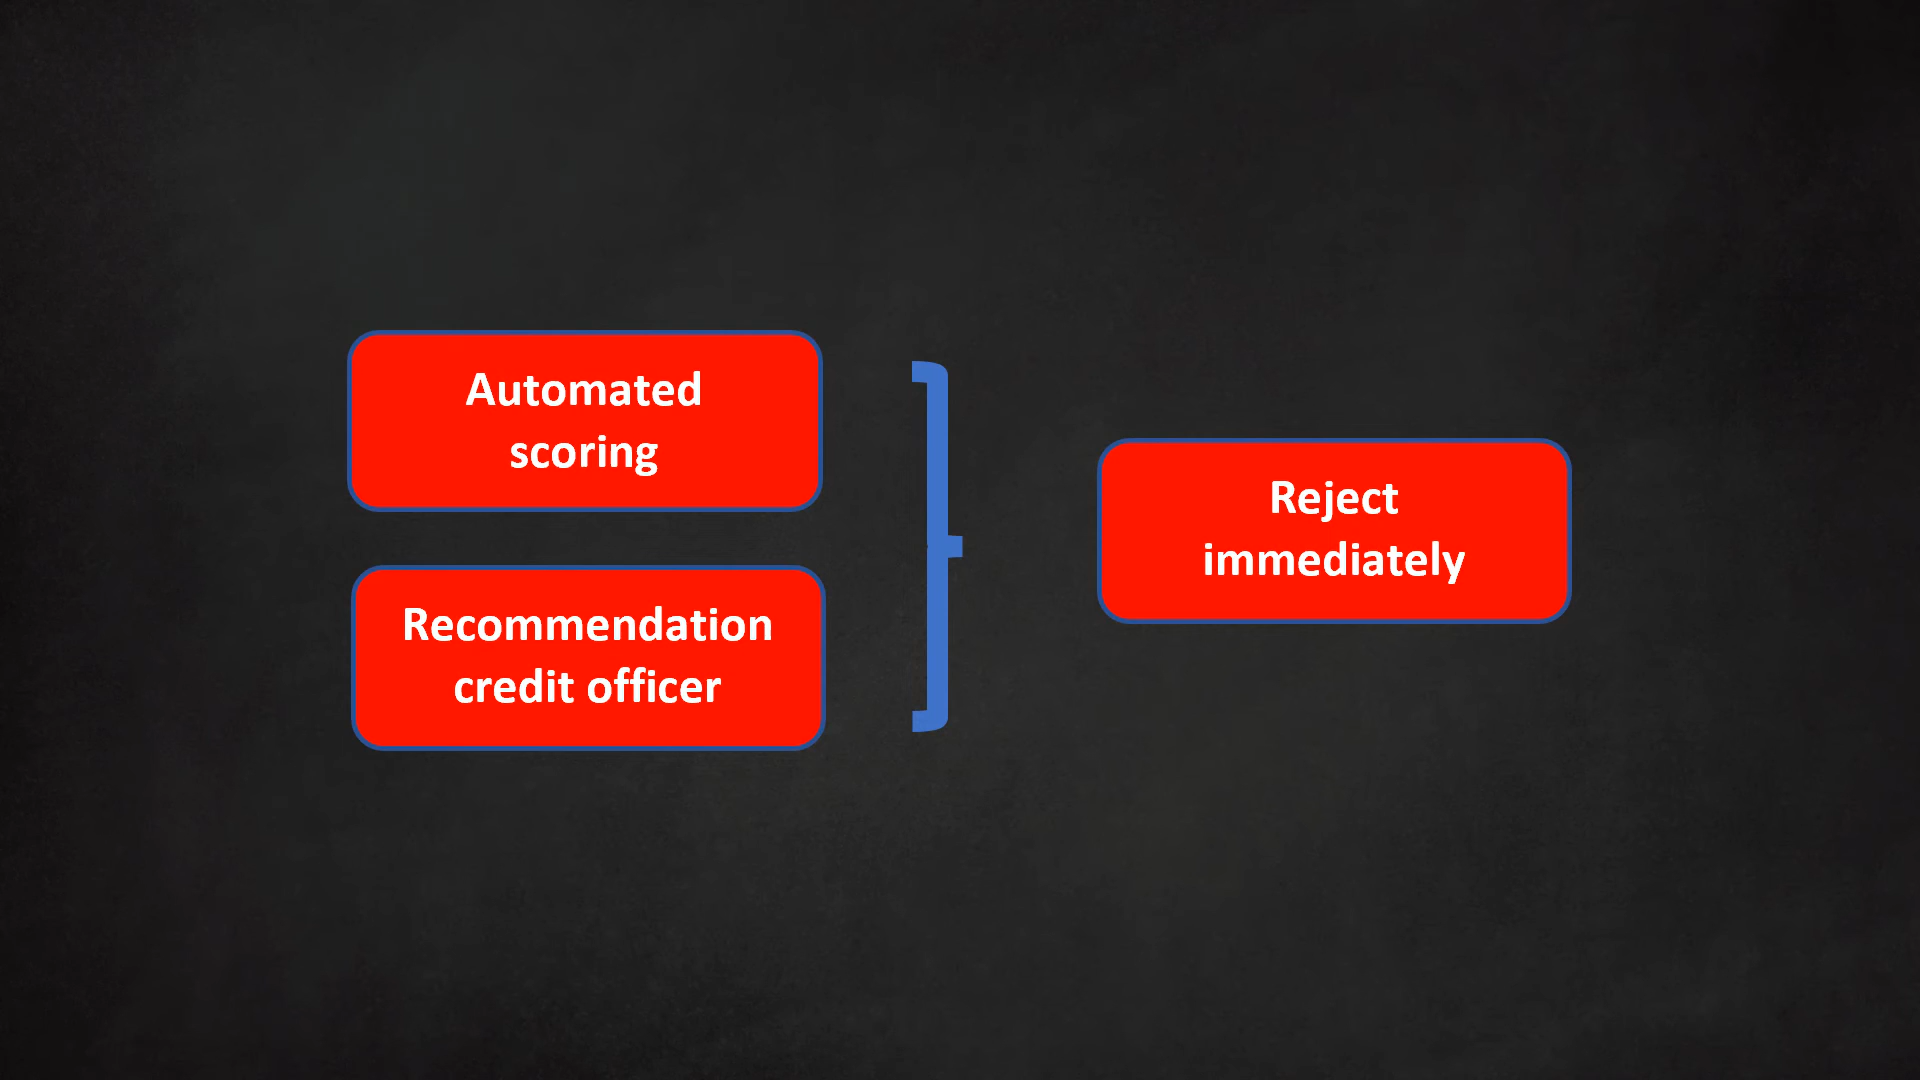 Automated
scoring
Recommendation
credit officer
Reject
immediately